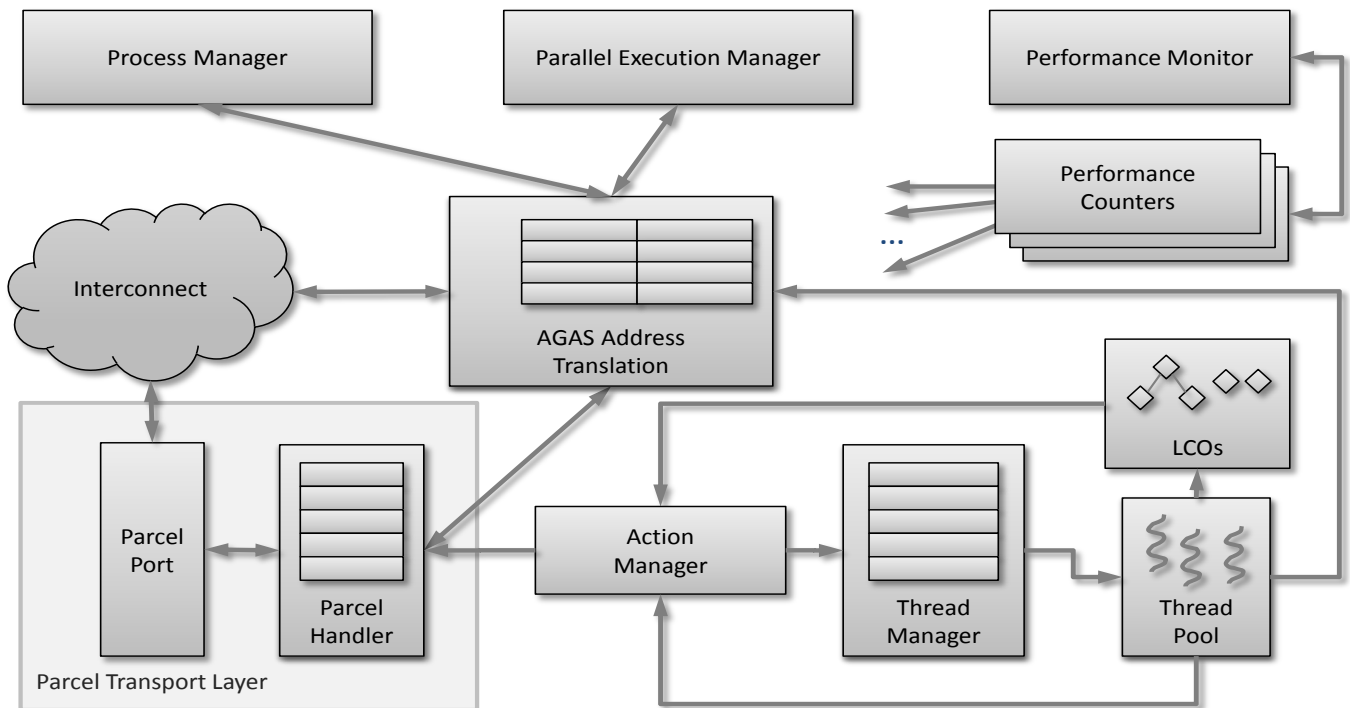 Process Manager
Parallel Execution Manager
Performance Monitor
Performance
Counters
...
Interconnect
AGAS Address
Translation
LCOs
Parcel
Port
Parcel
Handler
Action
Manager
Thread
Manager
Thread
Pool
Parcel Transport Layer